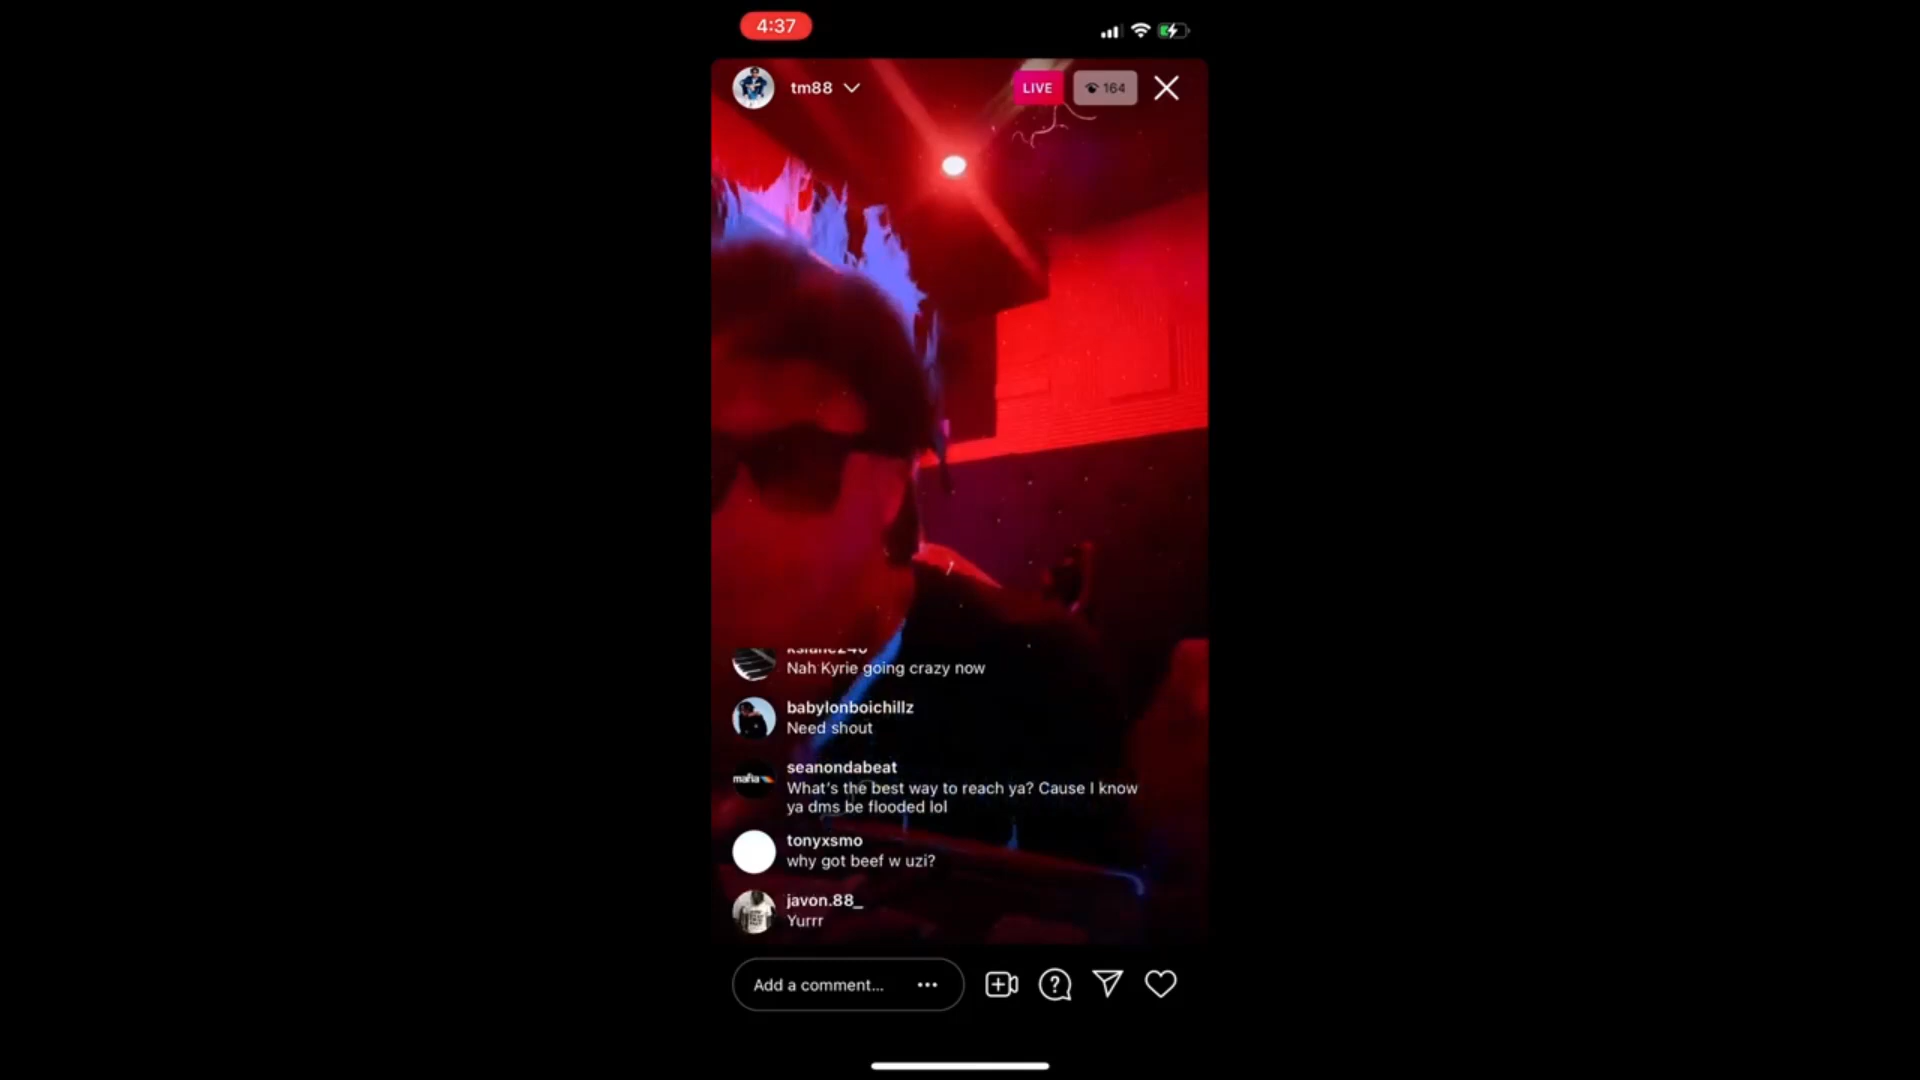 4:37
tm88
LIVE
164
Nah Kyrie going crazy now
babylonboichillz
Need shout
mafia
seanondabeat
What's the best way to reach ya? Cause I know
ya dms be flooded lol
tonyxsmo
why got beef w uzi?
javon.88_
Yurrr
Add a comment...